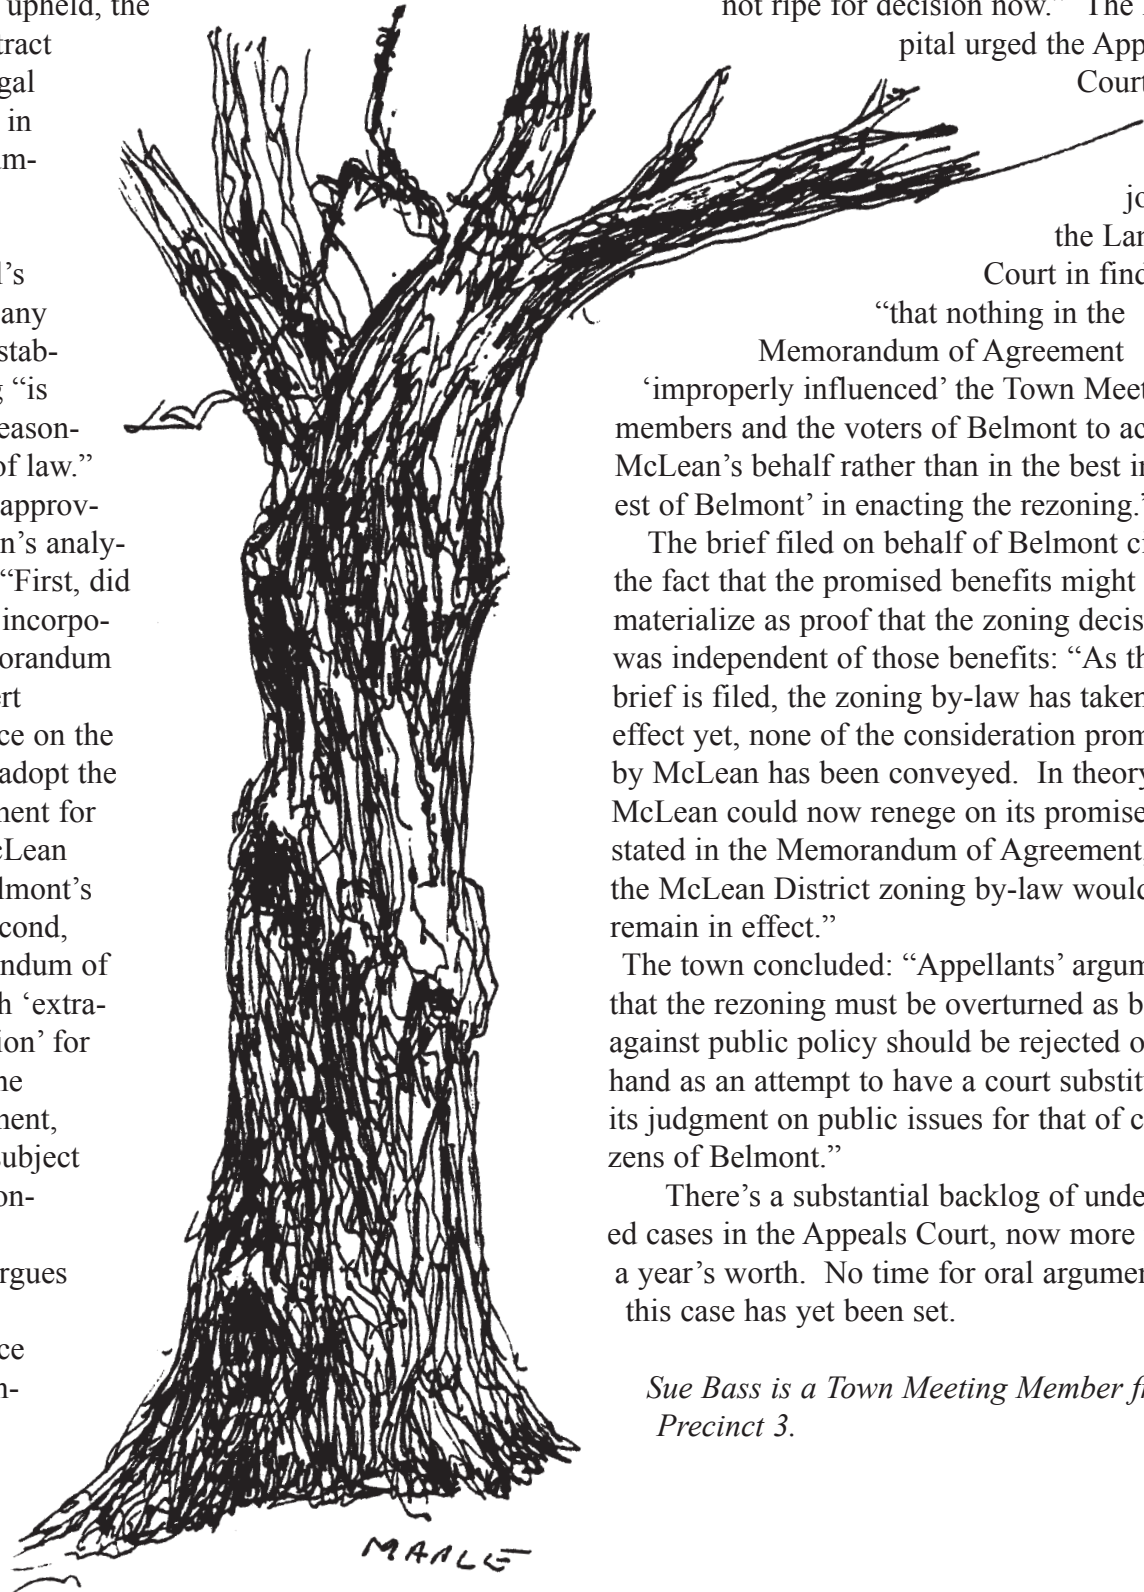 upheld, the
tract
gal
in
um-
l’s
any
stab-
g “is
eason-
of law.”
approv-
n’s analy-
“First, did
incorpo-
orandum
ert
ce on the
adopt the
ment for
cLean
lmont’s
cond,
ndum of
h ‘extra-
ion’ for
he
ment,
subject
on-
rgues
ce
n-
not ripe for decision now.” The
pital urged the App
Court
jo
the Lan
Court in find
“that nothing in the
Memorandum of Agreement
‘improperly influenced’ the Town Meet
members and the voters of Belmont to ac
McLean’s behalf rather than in the best in
est of Belmont’ in enacting the rezoning.”
The brief filed on behalf of Belmont ci
the fact that the promised benefits might
materialize as proof that the zoning decis
was independent of those benefits: “As th
brief is filed, the zoning by-law has taken
effect yet, none of the consideration prom
by McLean has been conveyed. In theory
McLean could now renege on its promise
stated in the Memorandum of Agreement,
the McLean District zoning by-law would
remain in effect.”
The town concluded: “Appellants’ argum
that the rezoning must be overturned as b
against public policy should be rejected o
hand as an attempt to have a court substit
its judgment on public issues for that of c
zens of Belmont.”
There’s a substantial backlog of unde
ed cases in the Appeals Court, now more
a year’s worth. No time for oral argumen
this case has yet been set.
Sue Bass is a Town Meeting Member f
Precinct 3.